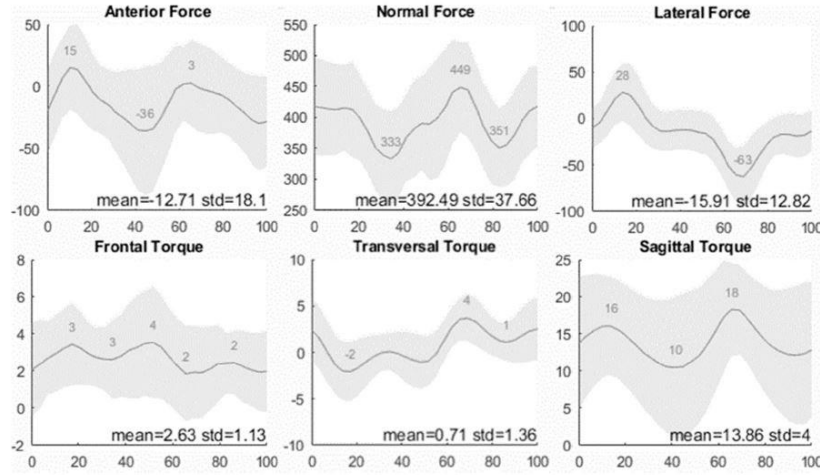 Anterior Force
50
15
3
0
-36
-50
mean=-12.71 std=18.1
-100
0 20 40 60 80 100
Normal Force
550
500
449
450
400
333
351
350
300
mean=392.49 std=37.66
250
0 20 40 60 80 100
Lateral Force
100
50
28
0
-63
-50
mean=-15.91 std=12.82
-100
0 20 40 60 80 100
Frontal Torque
8
6
3
3
4
4
2
2
2
0
mean=2.63 std=1.13
-2
0 20 40 60 80 100
Transversal Torque
10
5
4
1
-2
0
-5
mean=0.71 std=1.36
-10
0 20 40 60 80 100
Sagittal Torque
25
20
18
16
15
10
10
5
mean=13.86 std=4
0
0 20 40 60 80 100